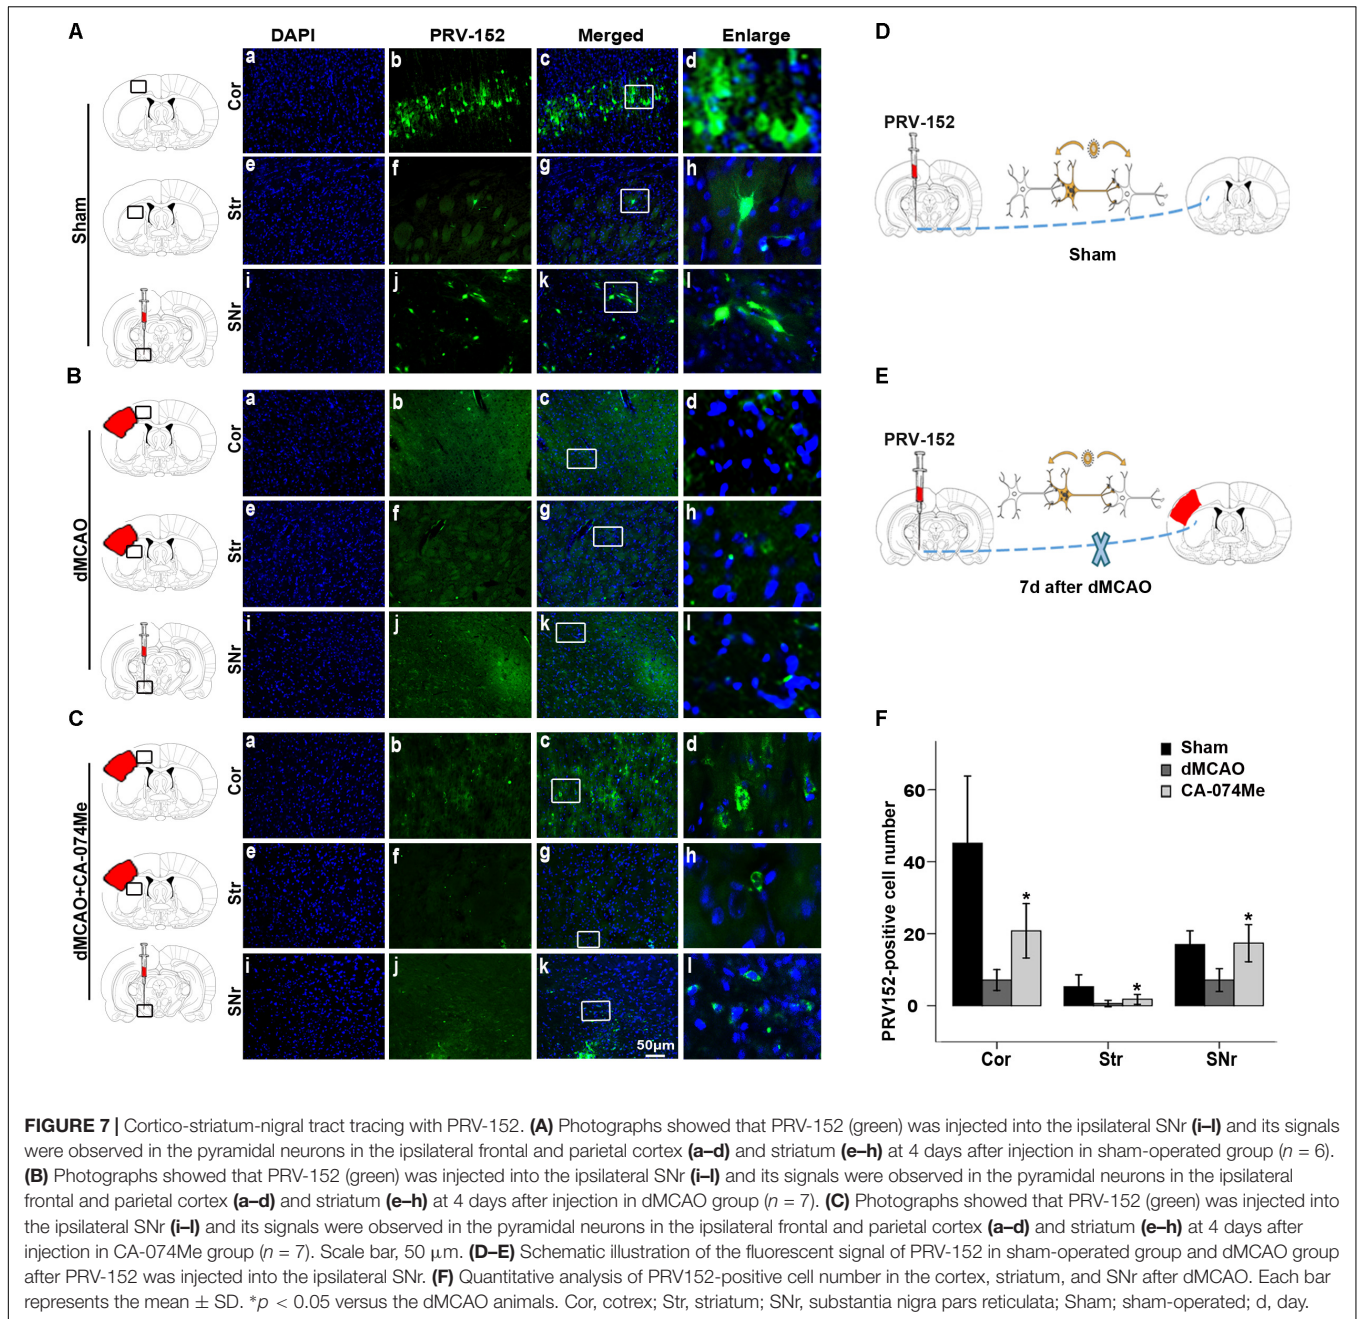 A
DAPI PRV-152 Merged Enlarge
Sham
Cor
a b c d
Str
e f g h
SNr
i j k l
B
dMCAO
Cor
a b c d
Str
e f g h
SNr
i j k l
C
dMCAO+CA-074Me
Cor
a b c d
Str
e f g h
SNr
i j k l
50µm
D
PRV-152
Sham
E
PRV-152
7d after dMCAO
F
PRV152-positive cell number
60
40
20
0
Sham
dMCAO
CA-074Me
* * *
Cor Str SNr
FIGURE 7 | Cortico-striatum-nigral tract tracing with PRV-152. (A) Photographs showed that PRV-152 (green) was injected into the ipsilateral SNr (i–l) and its signals
were observed in the pyramidal neurons in the ipsilateral frontal and parietal cortex (a–d) and striatum (e–h) at 4 days after injection in sham-operated group (n = 6).
(B) Photographs showed that PRV-152 (green) was injected into the ipsilateral SNr (i–l) and its signals were observed in the pyramidal neurons in the ipsilateral
frontal and parietal cortex (a–d) and striatum (e–h) at 4 days after injection in dMCAO group (n = 7). (C) Photographs showed that PRV-152 (green) was injected into
the ipsilateral SNr (i–l) and its signals were observed in the pyramidal neurons in the ipsilateral frontal and parietal cortex (a–d) and striatum (e–h) at 4 days after
injection in CA-074Me group (n = 7). Scale bar, 50 µm. (D–E) Schematic illustration of the fluorescent signal of PRV-152 in sham-operated group and dMCAO group
after PRV-152 was injected into the ipsilateral SNr. (F) Quantitative analysis of PRV152-positive cell number in the cortex, striatum, and SNr after dMCAO. Each bar
represents the mean ± SD. *p < 0.05 versus the dMCAO animals. Cor, cotrex; Str, striatum; SNr, substantia nigra pars reticulata; Sham; sham-operated; d, day.